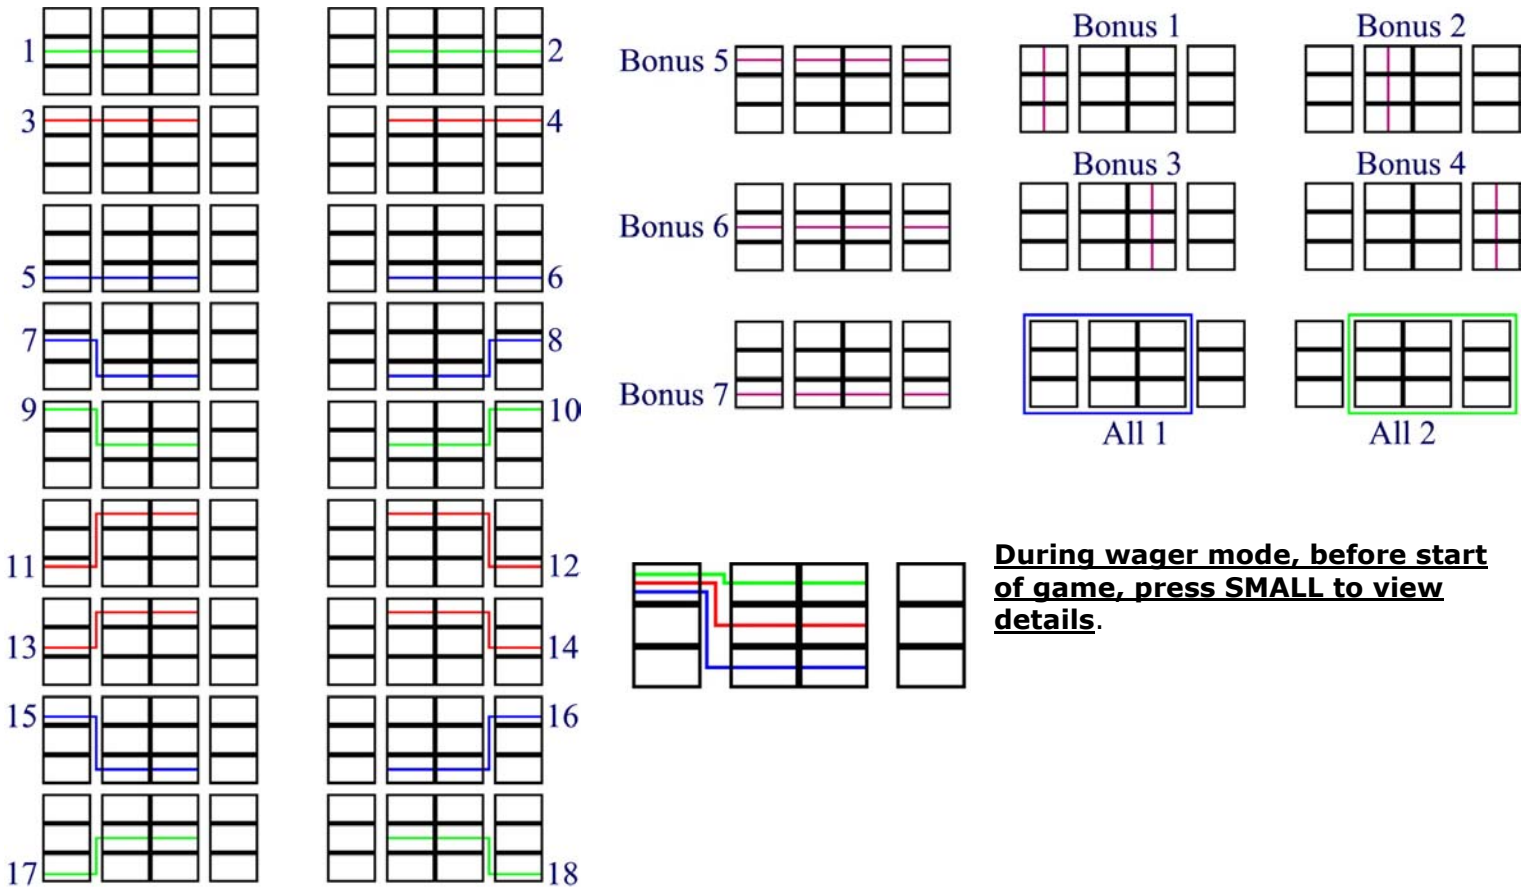 1
2
3
4
5
6
7
8
9
10
11
12
13
14
15
16
17
18
Bonus 5
Bonus 6
Bonus 7
Bonus 1
Bonus 2
Bonus 3
Bonus 4
All 1
All 2
During wager mode, before start
of game, press SMALL to view
details.